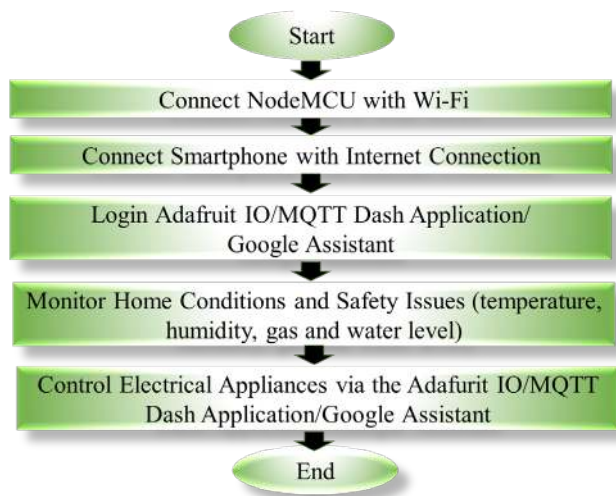 Start
Connect NodeMCU with Wi-Fi
Connect Smartphone with Internet Connection
Login Adafruit IO/MQTT Dash Application/
Google Assistant
Monitor Home Conditions and Safety Issues (temperature,
humidity, gas and water level)
Control Electrical Appliances via the Adafurit IO/MQTT
Dash Application/Google Assistant
End